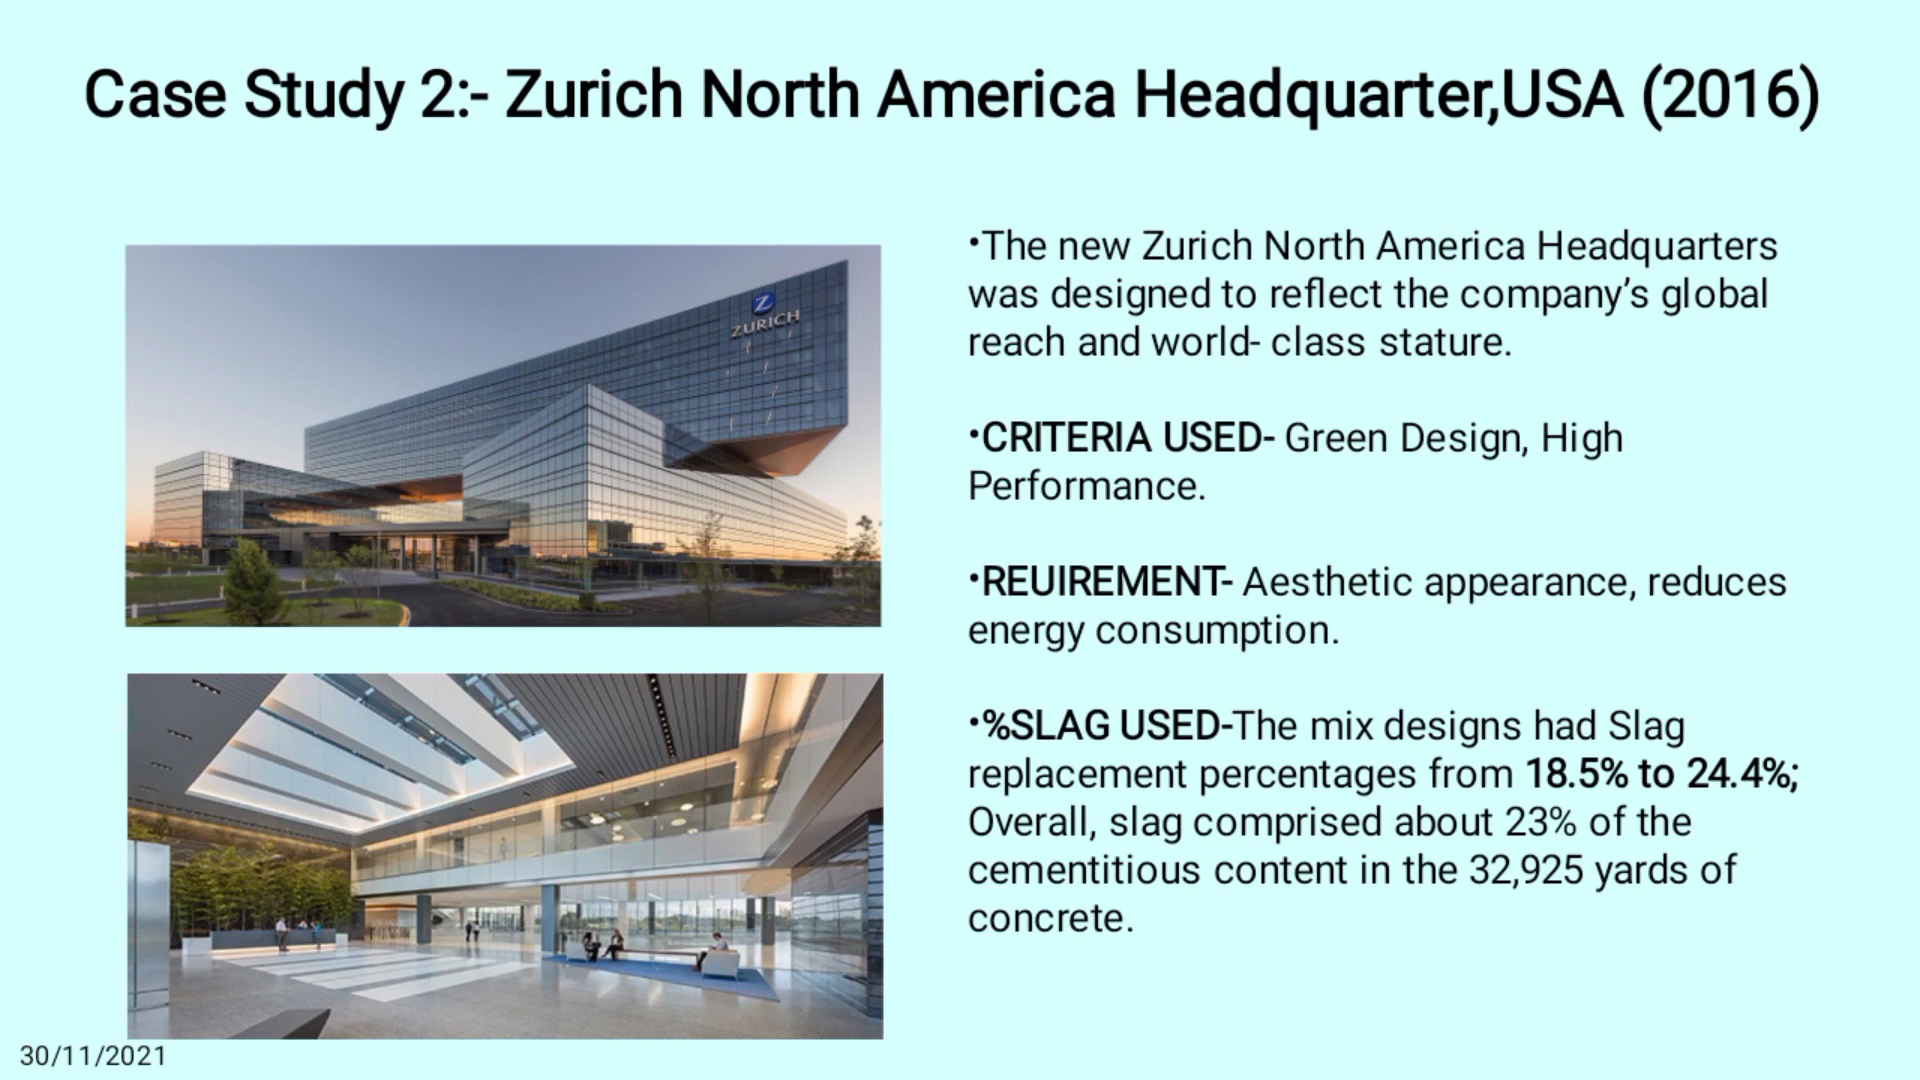 Case Study 2:- Zurich North America Headquarter,USA (2016)
Z
ZURICH
•The new Zurich North America Headquarters
was designed to reflect the company’s global
reach and world- class stature.
•CRITERIA USED- Green Design, High
Performance.
•REUIREMENT- Aesthetic appearance, reduces
energy consumption.
•%SLAG USED-The mix designs had Slag
replacement percentages from 18.5% to 24.4%;
Overall, slag comprised about 23% of the
cementitious content in the 32,925 yards of
concrete.
30/11/2021